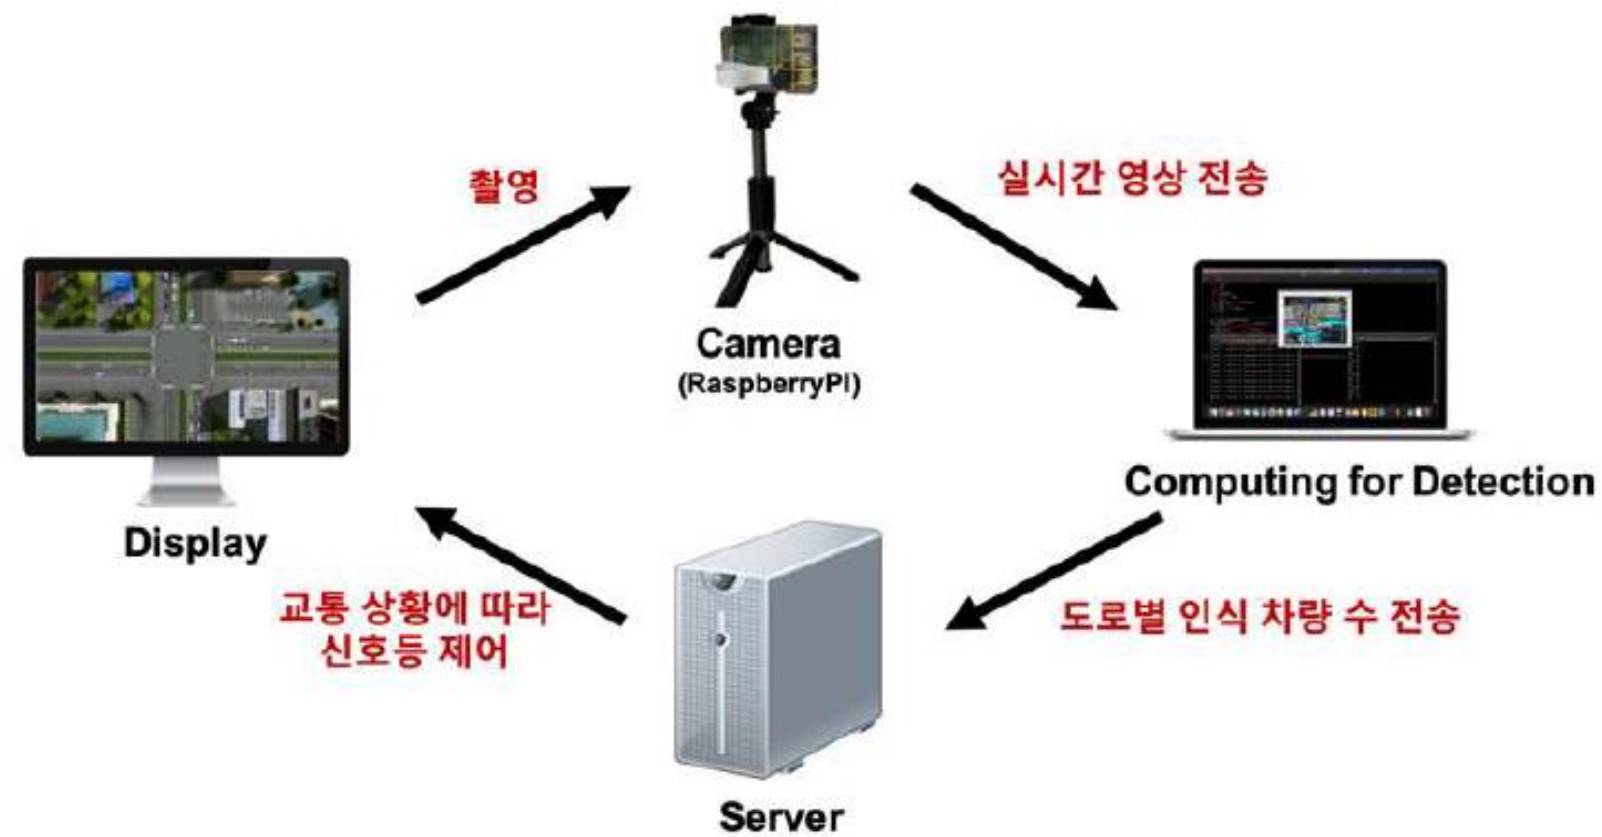 촬영
실시간 영상 전송
Camera
(RaspberryPI)
Computing for Detection
Display
교통 상황에 따라
신호등 제어
도로별 인식 차량 수 전송
Server